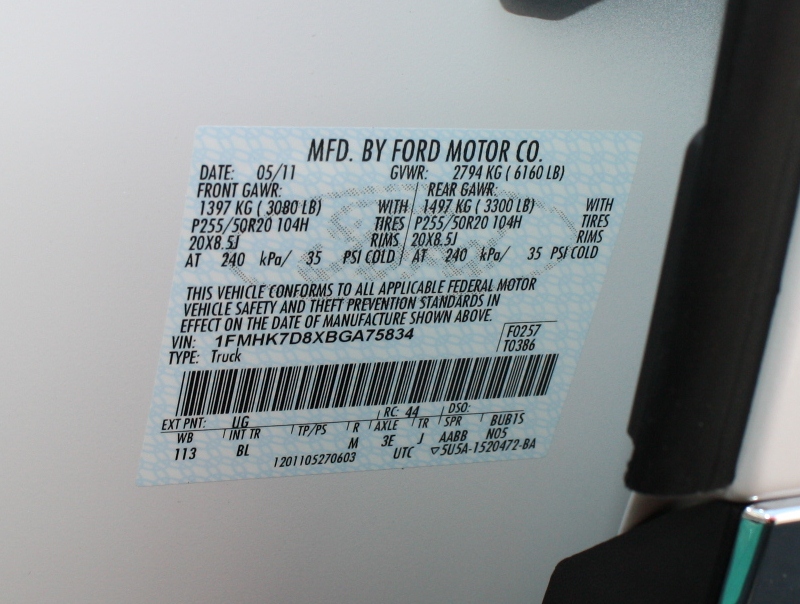 MFD. BY FORD MOTOR CO.
DATE: 05/11 GVWR: 2794 KG ( 6160 LB)
FRONT GAWR: REAR GAWR:
1397 KG ( 3080 LB) WITH 1497 KG ( 3300 LB) WITH
P255/50R20 104H TIRES P255/50R20 104H TIRES
20X8.5J RIMS 20X8.5J RIMS
AT 240 kPa/ 35 PSI COLD AT 240 kPa/ 35 PSI COLD
THIS VEHICLE CONFORMS TO ALL APPLICABLE FEDERAL MOTOR
VEHICLE SAFETY AND THEFT PREVENTION STANDARDS IN
EFFECT ON THE DATE OF MANUFACTURE SHOWN ABOVE.
VIN: 1FMHK7D8XBGA75834 F0257
TYPE: Truck T0386
EXT PNT: UG RC: 44 DSO:
WB INT TR TP/PS R AXLE TR SPR BUB15
113 BL M 3E J AABB N05
1201105270603 UTC ▽5U5A-1520472-BA